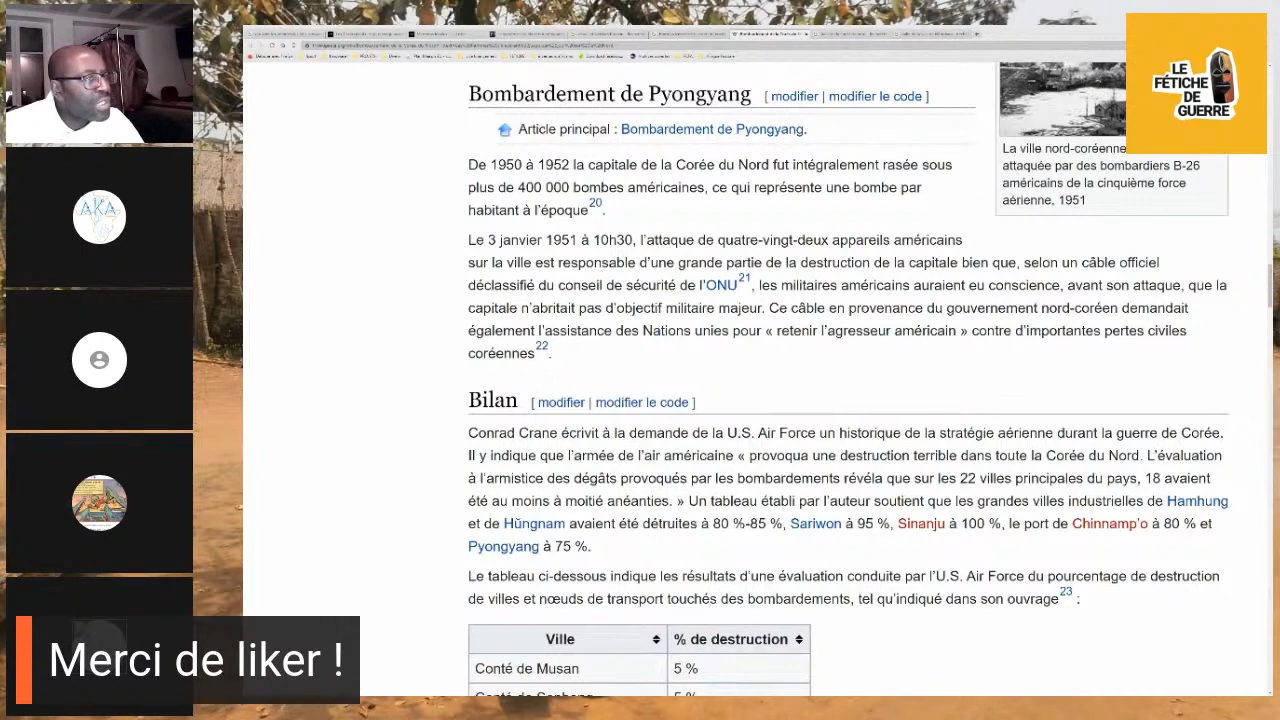 LE
FÉTICHE
DE
GUERRE
AKA
Bombardement de Pyongyang [ modifier | modifier le code ]
Article principal : Bombardement de Pyongyang.
De 1950 à 1952 la capitale de la Corée du Nord fut intégralement rasée sous
plus de 400 000 bombes américaines, ce qui représente une bombe par
habitant à l'époque20.
La ville nord-coréenne
attaquée par des bombardiers B-26
américains de la cinquième force
aérienne, 1951
Le 3 janvier 1951 à 10h30, l'attaque de quatre-vingt-deux appareils américains
sur la ville est responsable d'une grande partie de la destruction de la capitale bien que, selon un câble officiel
déclassifié du conseil de sécurité de l'ONU21, les militaires américains auraient eu conscience, avant son attaque, que la
capitale n'abritait pas d'objectif militaire majeur. Ce câble en provenance du gouvernement nord-coréen demandait
également l'assistance des Nations unies pour « retenir l'agresseur américain » contre d'importantes pertes civiles
coréennes22.
Bilan [ modifier | modifier le code ]
Conrad Crane écrivit à la demande de la U.S. Air Force un historique de la stratégie aérienne durant la guerre de Corée.
Il y indique que l'armée de l'air américaine « provoqua une destruction terrible dans toute la Corée du Nord. L'évaluation
à l'armistice des dégâts provoqués par les bombardements révéla que sur les 22 villes principales du pays, 18 avaient
été au moins à moitié anéanties. » Un tableau établi par l'auteur soutient que les grandes villes industrielles de Hamhung
et de Hŭngnam avaient été détruites à 80 %-85 %, Sariwon à 95 %, Sinanju à 100 %, le port de Chinnamp'o à 80 % et
Pyongyang à 75 %.
Le tableau ci-dessous indique les résultats d'une évaluation conduite par l'U.S. Air Force du pourcentage de destruction
de villes et nœuds de transport touchés des bombardements, tel qu'indiqué dans son ouvrage23 :
Ville % de destruction
Conté de Musan 5 %
Merci de liker !